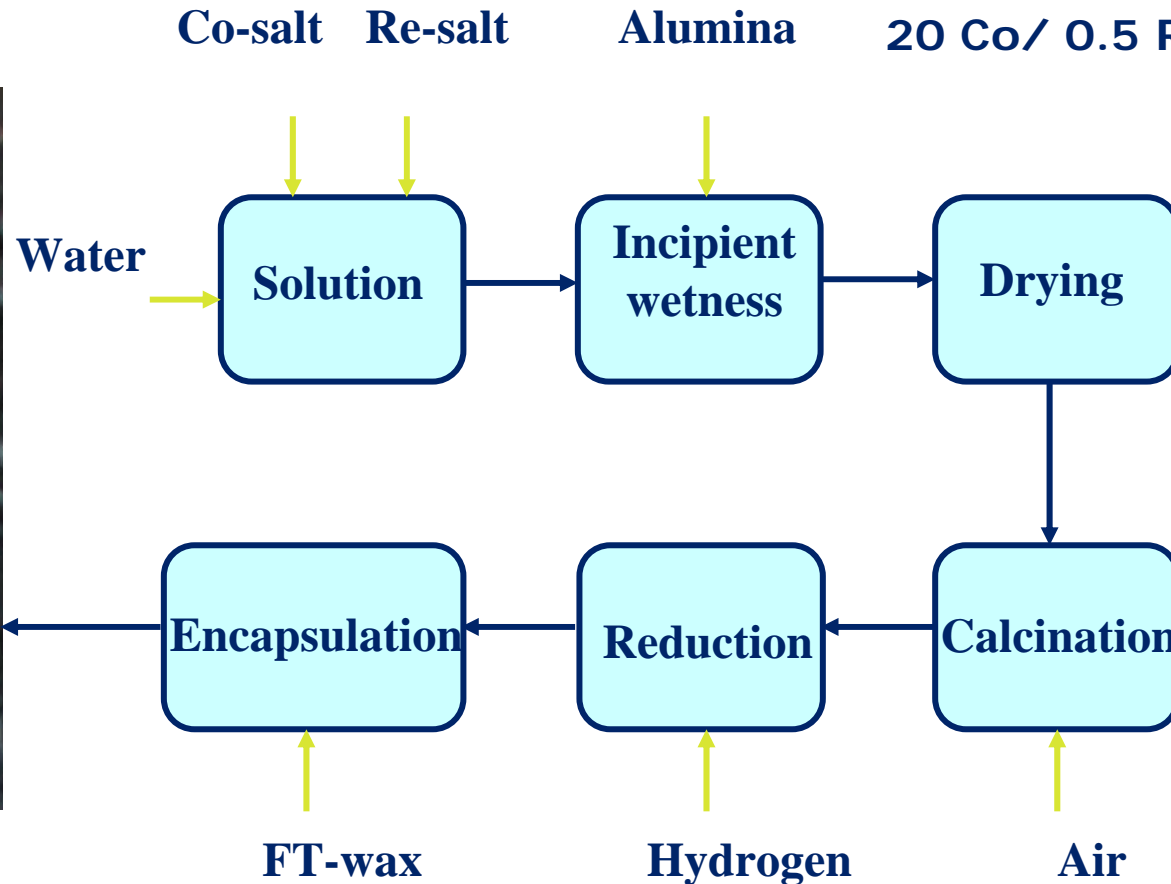 Co-salt Re-salt Alumina 20 Co/ 0.5
Water
Solution
Incipient
wetness
Drying
Encapsulation
Reduction
Calcination
FT-wax
Hydrogen
Air